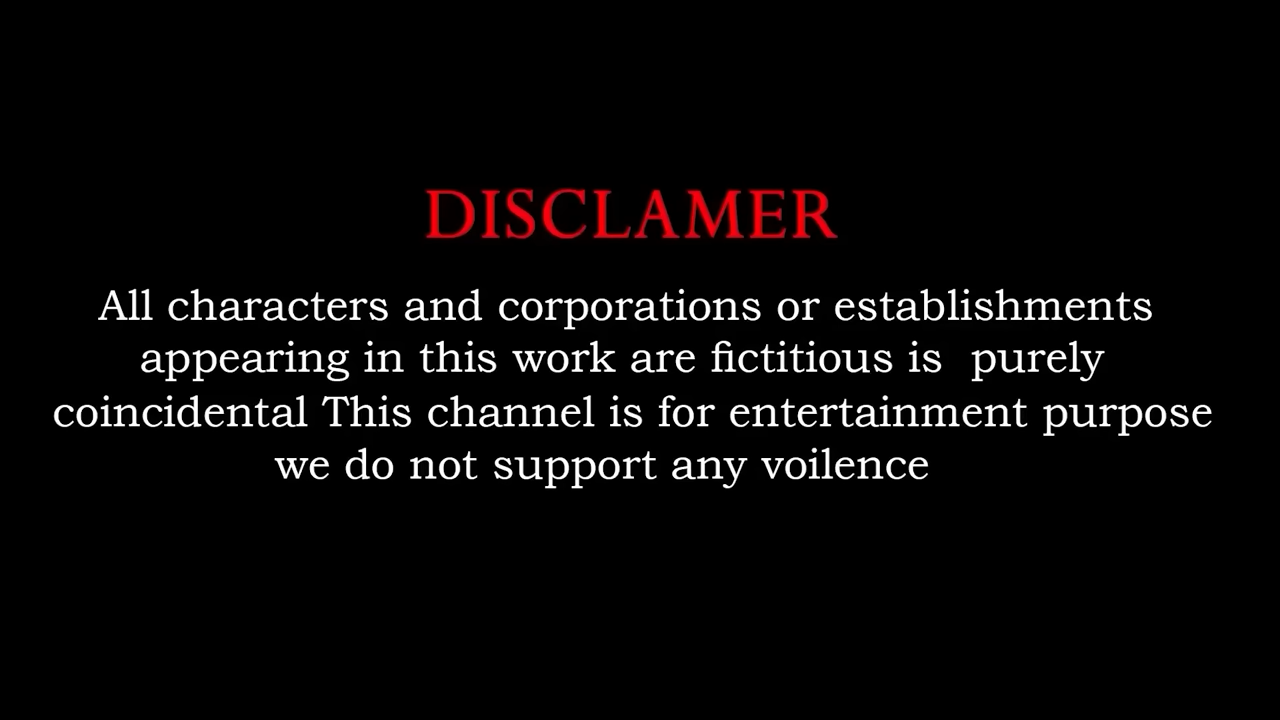 DISCLAMER
All characters and corporations or establishments
appearing in this work are fictitious is  purely
coincidental This channel is for entertainment purpose
we do not support any voilence